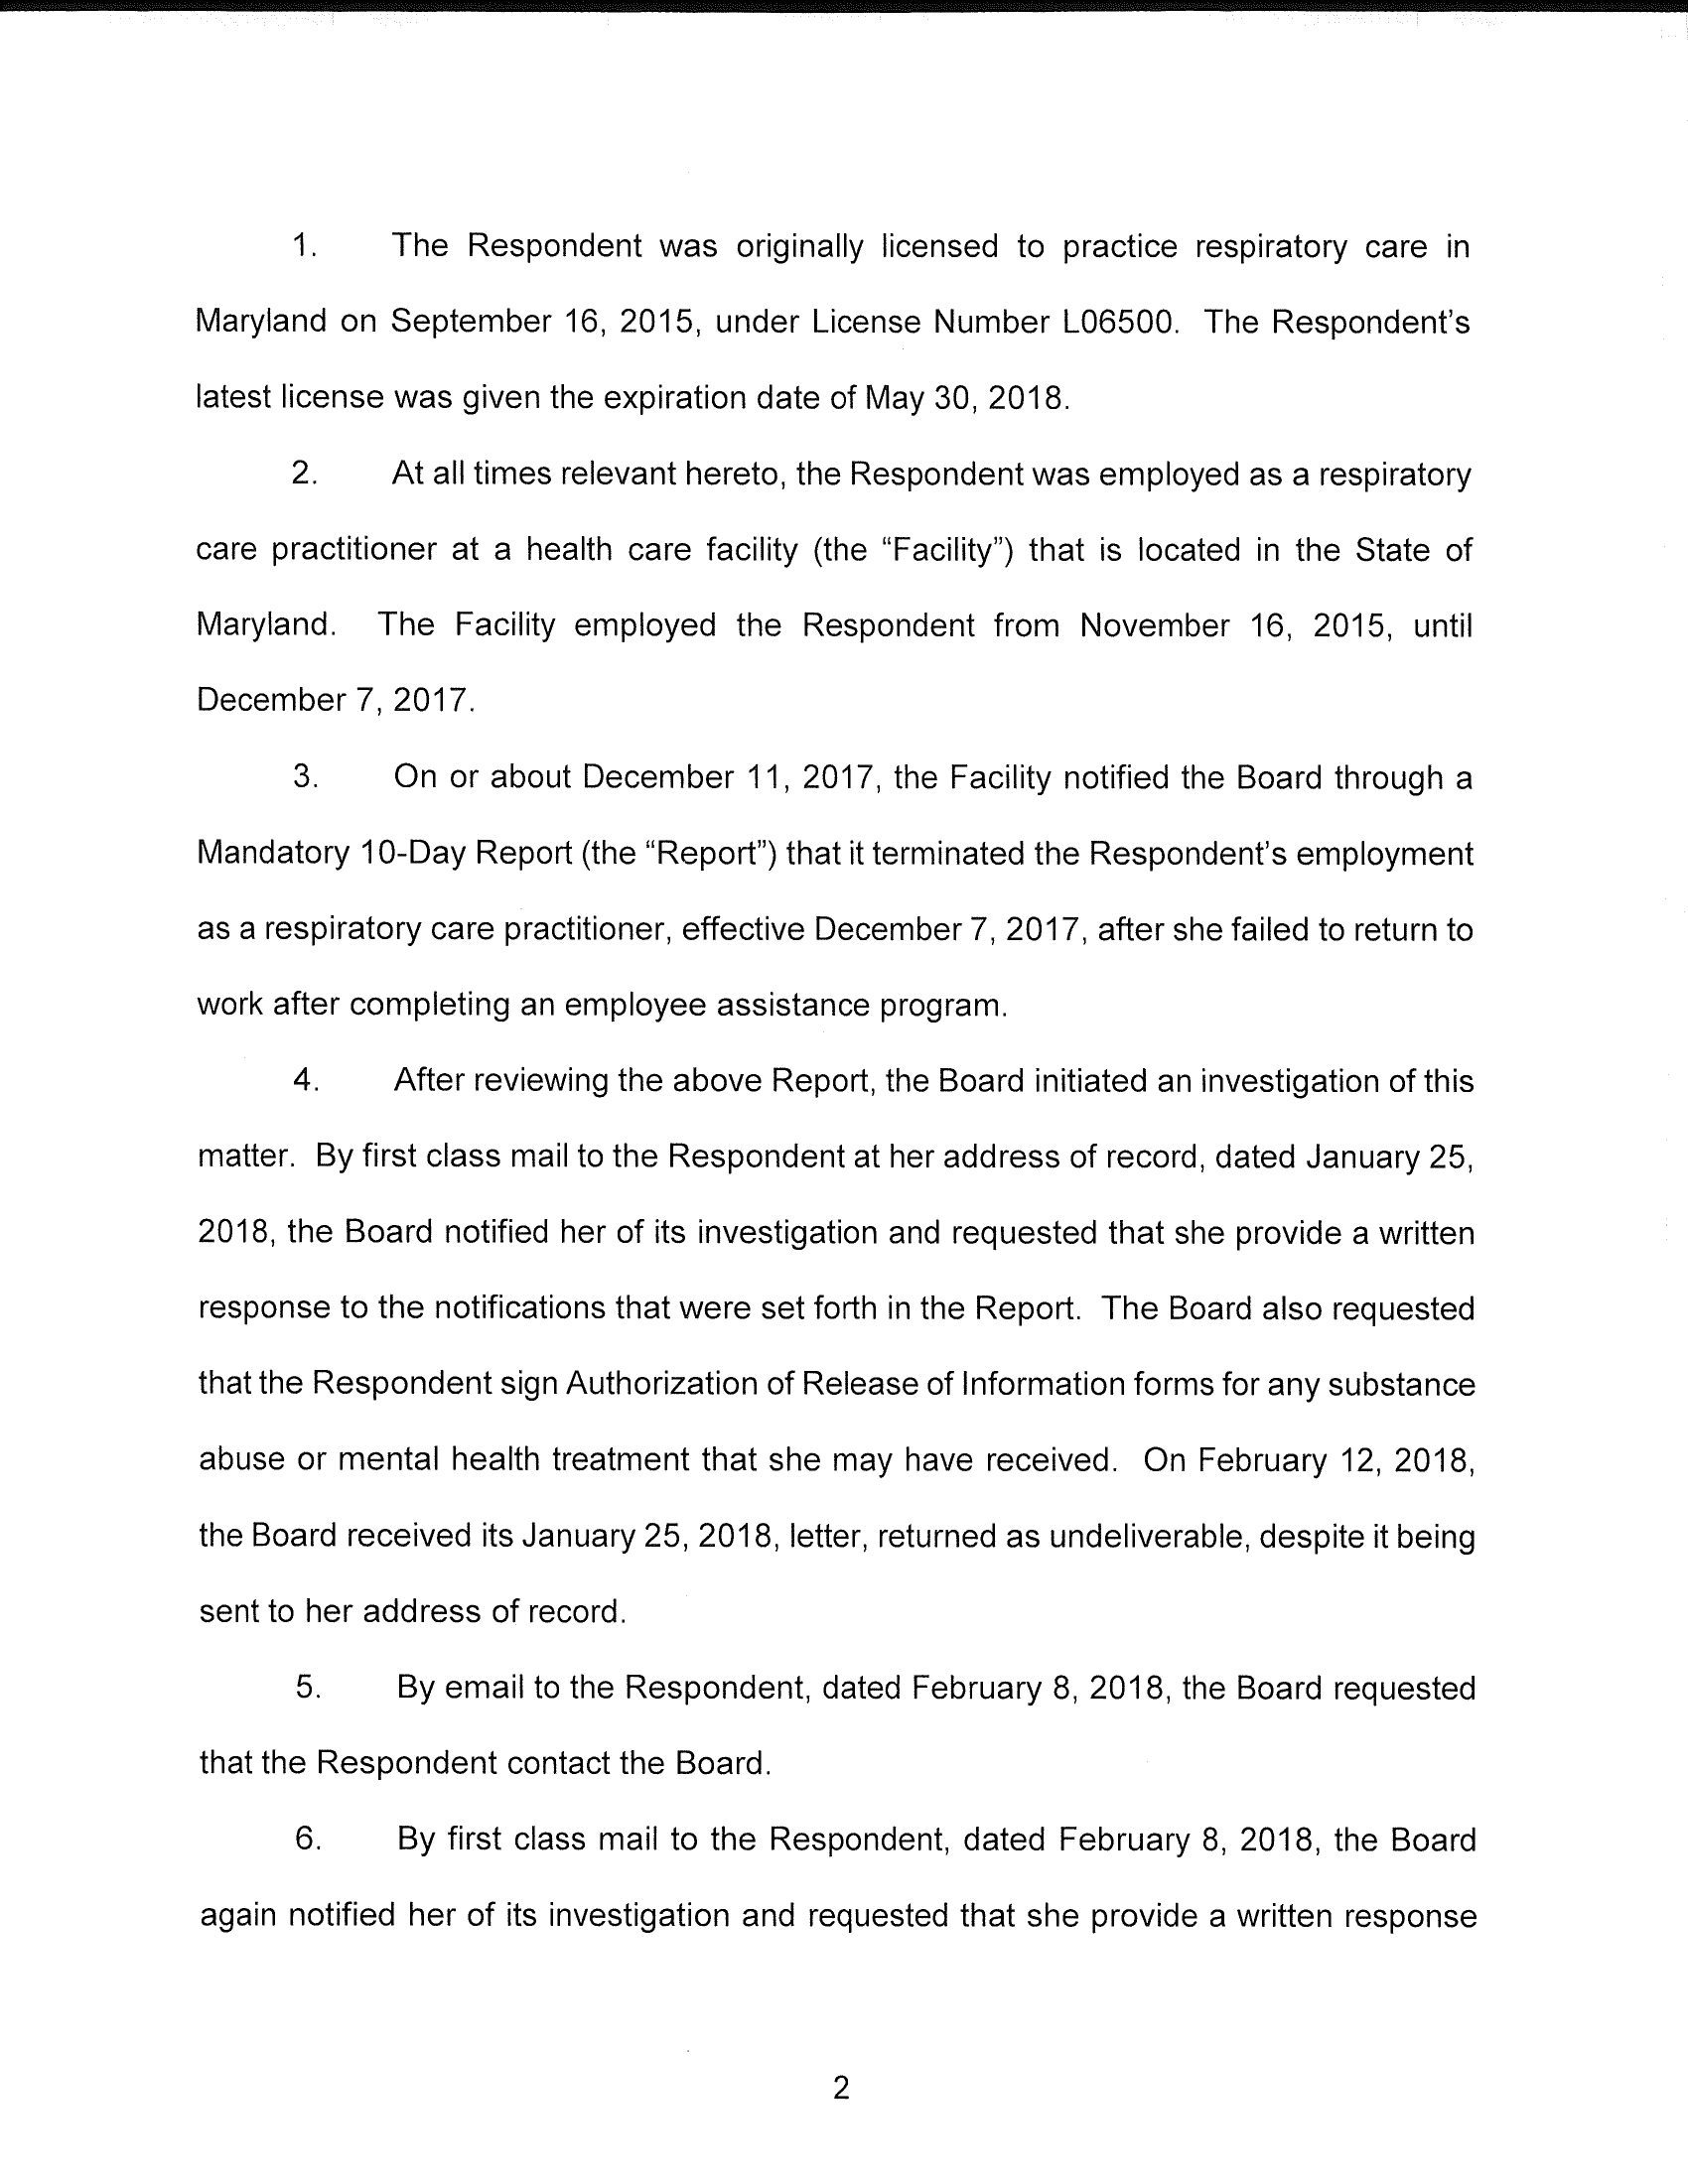 1. The Respondent was originally licensed to practice respiratory care in
Maryland on September 16, 2015, under License Number L06500. The Respondent's
latest license was given the expiration date of May 30, 2018.
2. At all times relevant hereto, the Respondent was employed as a respiratory
care practitioner at a health care facility (the “Facility”) that is located in the State of
Maryland. The Facility employed the Respondent from November 16, 2015, until
December 7, 2017.
3. On or about December 11, 2017, the Facility notified the Board through a
Mandatory 10-Day Report (the “Report”) that it terminated the Respondent's employment
as a respiratory care practitioner, effective December 7, 2017, after she failed to return to
work after completing an employee assistance program.
4. After reviewing the above Report, the Board initiated an investigation of this
matter. By first class mail to the Respondent at her address of record, dated January 25,
2018, the Board notified her of its investigation and requested that she provide a written
response to the notifications that were set forth in the Report. The Board also requested
that the Respondent sign Authorization of Release of Information forms for any substance
abuse or mental health treatment that she may have received. On February 12, 2018,
the Board received its January 25, 2018, letter, returned as undeliverable, despite it being
sent to her address of record.
5. By email to the Respondent, dated February 8, 2018, the Board requested
that the Respondent contact the Board.
6. By first class mail to the Respondent, dated February 8, 2018, the Board
again notified her of its investigation and requested that she provide a written response
2